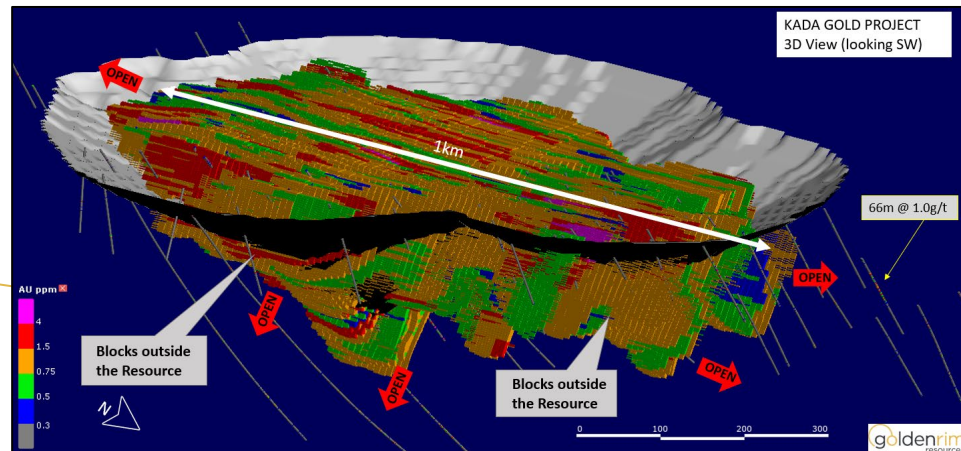 KADA GOLD PROJECT
3D View (looking SW)
OPEN
1km
66m @ 1.0g/t
OPEN
AU ppm
4
1.5
0.75
0.5
0.3
OPEN
Blocks outside
the Resource
OPEN
Blocks outside
the Resource
OPEN
N
0 100 200 300
goldenrim
resources